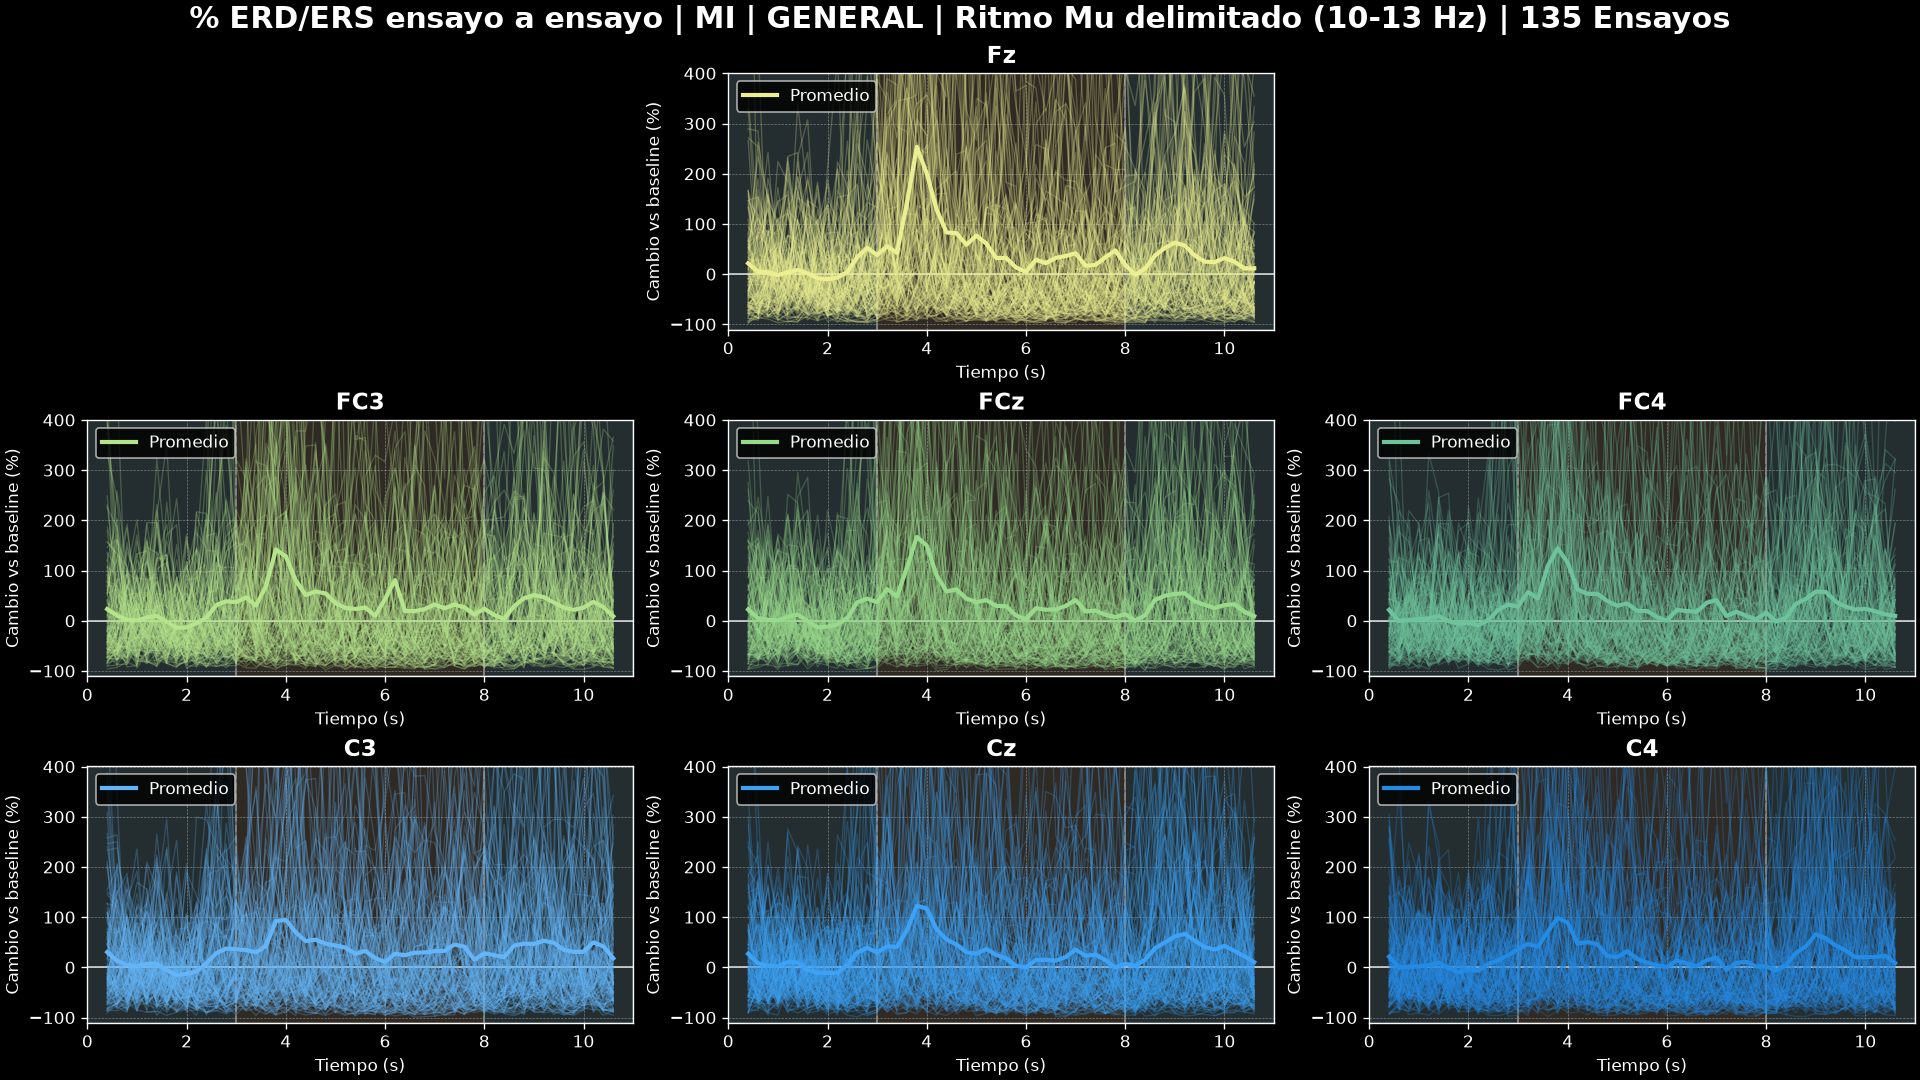 % ERD/ERS ensayo a ensayo | MI | GENERAL | Ritmo Mu delimitado (10-13 Hz) | 135 Ensayos
Fz
Cambio vs baseline (%)
400
300
200
100
0
−100
Promedio
0 2 4 6 8 10
Tiempo (s)
FC3
Cambio vs baseline (%)
400
300
200
100
0
−100
Promedio
0 2 4 6 8 10
Tiempo (s)
FCz
Cambio vs baseline (%)
400
300
200
100
0
−100
Promedio
0 2 4 6 8 10
Tiempo (s)
FC4
Cambio vs baseline (%)
400
300
200
100
0
−100
Promedio
0 2 4 6 8 10
Tiempo (s)
C3
Cambio vs baseline (%)
400
300
200
100
0
−100
Promedio
0 2 4 6 8 10
Tiempo (s)
Cz
Cambio vs baseline (%)
400
300
200
100
0
−100
Promedio
0 2 4 6 8 10
Tiempo (s)
C4
Cambio vs baseline (%)
400
300
200
100
0
−100
Promedio
0 2 4 6 8 10
Tiempo (s)